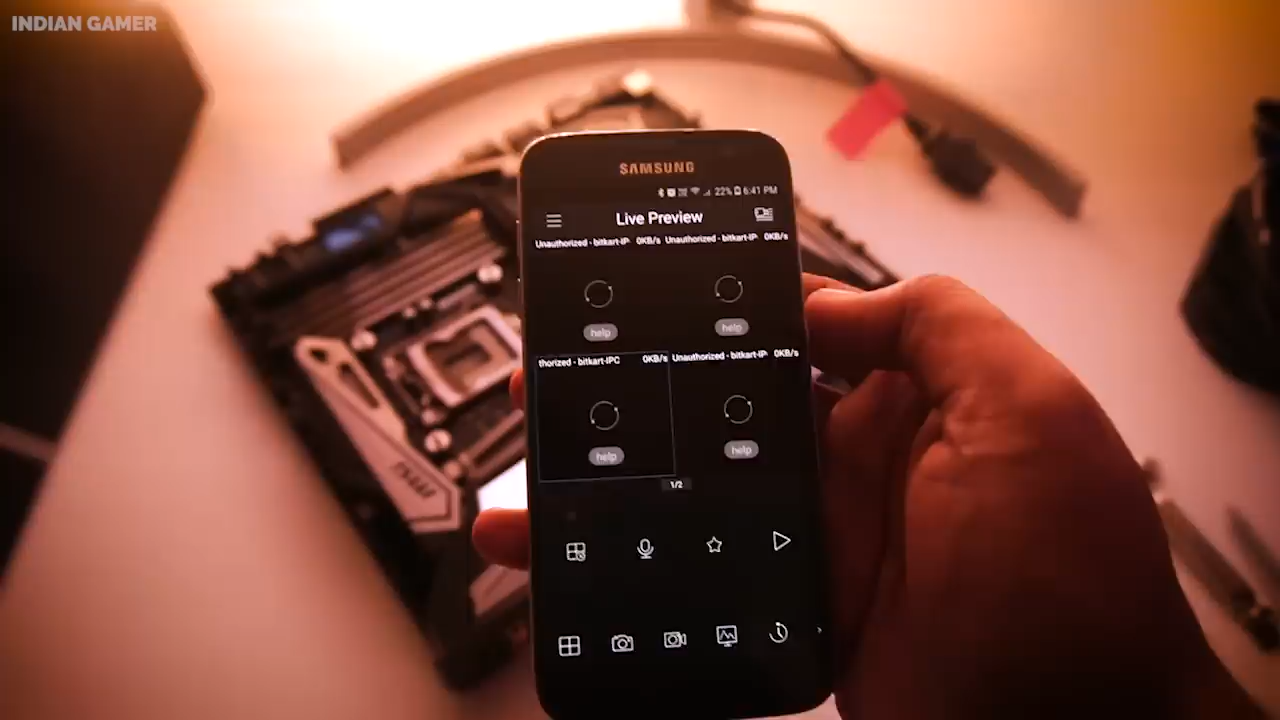 INDIAN GAMER
SAMSUNG
22% 6:41 PM
Live Preview
Unauthorized - bitkart-IP 0KB/s Unauthorized - bitkart-IP 0KB/s
help help
thorized - bitkart-IPC 0KB/s Unauthorized - bitkart-IP 0KB/s
help help
1/2